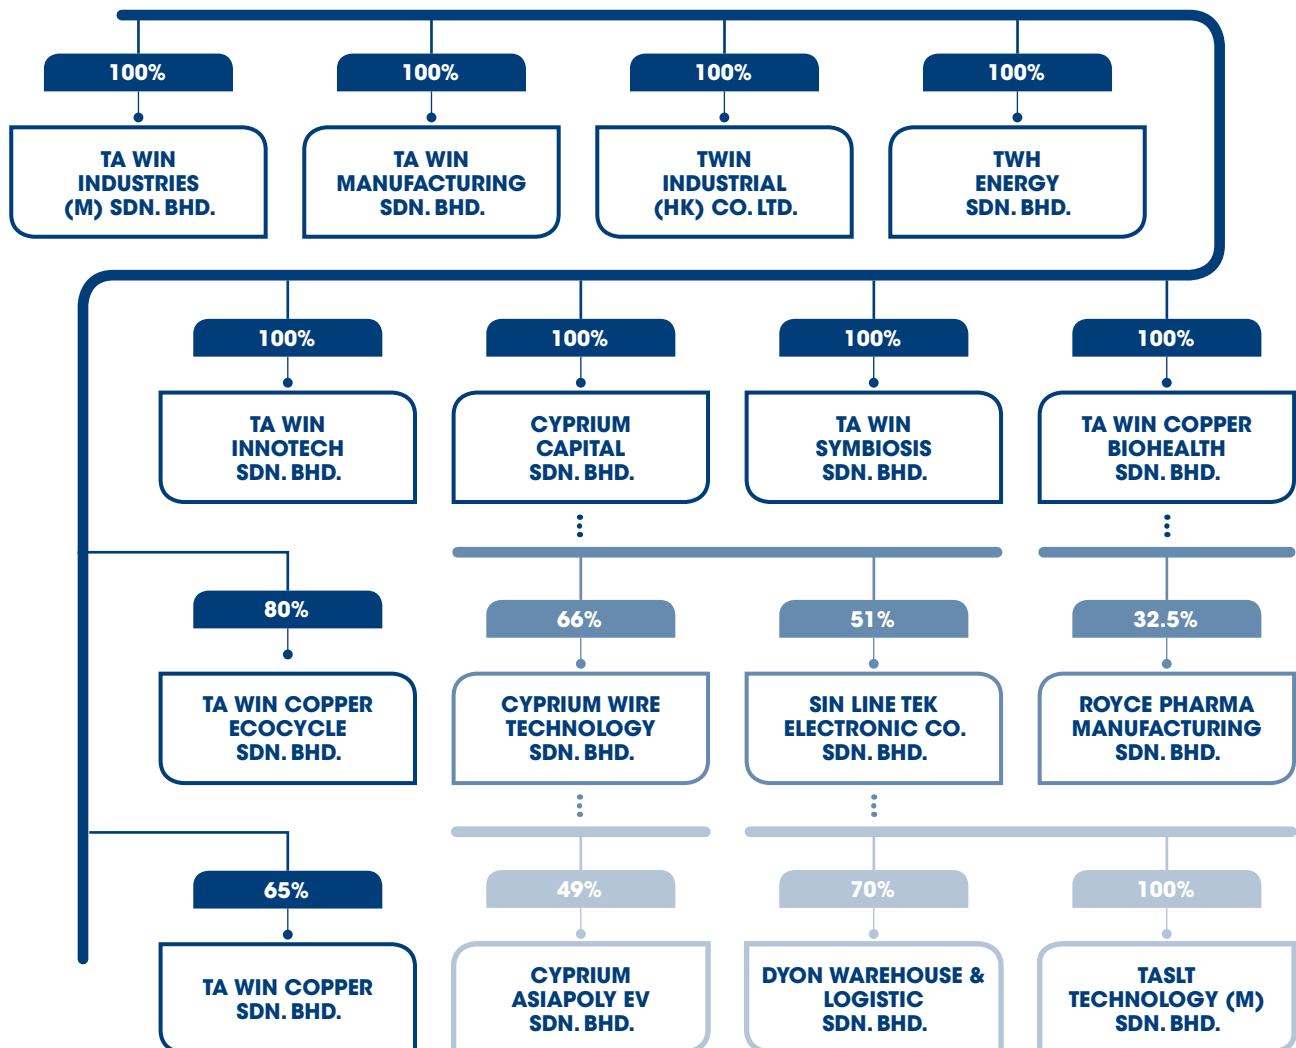 100%
100%
100%
100%
TA WIN
INDUSTRIES
(M) SDN. BHD.
TA WIN
MANUFACTURING
SDN. BHD.
TWIN
INDUSTRIAL
(HK) CO. LTD.
TWH
ENERGY
SDN. BHD.
100%
100%
100%
100%
TA WIN
INNOTECH
SDN. BHD.
CYPRIUM
CAPITAL
SDN. BHD.
TA WIN
SYMBIOSIS
SDN. BHD.
TA WIN COPPER
BIOHEALTH
SDN. BHD.
80%
66%
51%
32.5%
TA WIN COPPER
ECOCYCLE
SDN. BHD.
CYPRIUM WIRE
TECHNOLOGY
SDN. BHD.
SIN LINE TEK
ELECTRONIC CO.
SDN. BHD.
ROYCE PHARMA
MANUFACTURING
SDN. BHD.
65%
49%
70%
100%
TA WIN COPPER
SDN. BHD.
CYPRIUM
ASIAPOLY EV
SDN. BHD.
DYON WAREHOUSE &
LOGISTIC
SDN. BHD.
TASLT
TECHNOLOGY (M)
SDN. BHD.